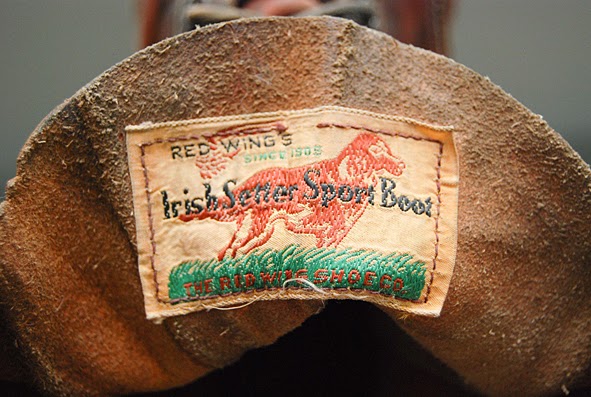 RED WING'S
SINCE 1905
Irish Setter Sport Boot
THE RED WING SHOE CO.